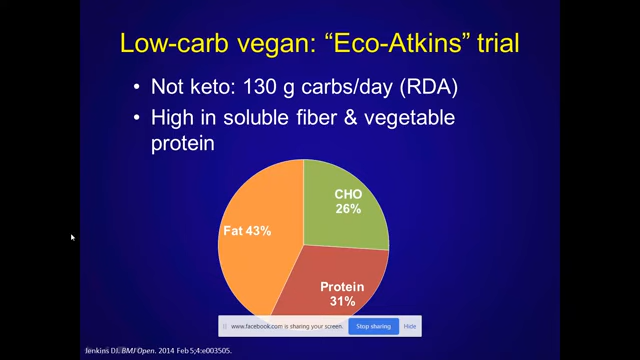 Low-carb vegan: “Eco-Atkins” trial
• Not keto: 130 g carbs/day (RDA)
• High in soluble fiber & vegetable
protein
CHO
26%
Fat 43%
Protein
31%
www.facebook.com is sharing your screen. Stop sharing Hide
Jenkins DJ. BMJ Open. 2014 Feb 5;4:e003505.